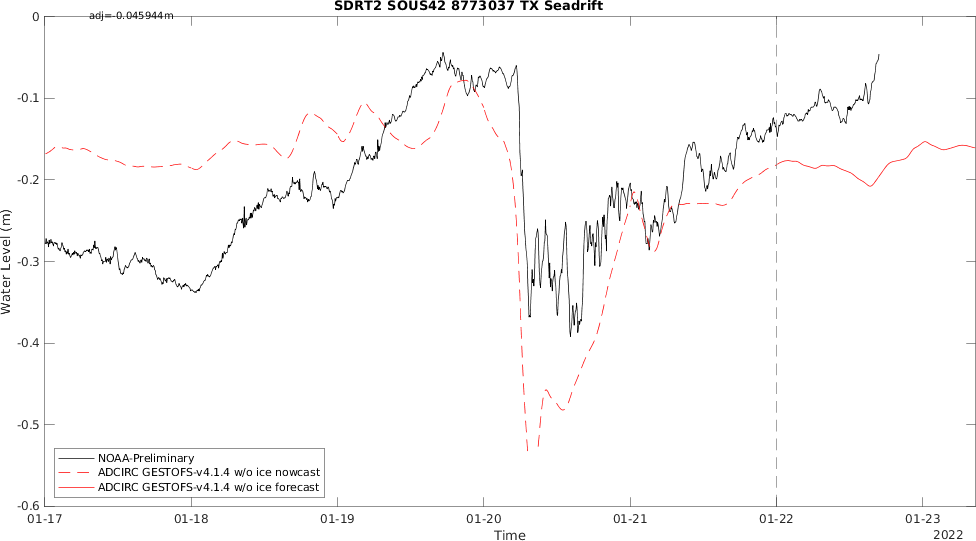 SDRT2 SOUS42 8773037 TX Seadrift
adj=-0.045944m
0
-0.1
-0.2
-0.3
-0.4
-0.5
-0.6
Water Level (m)
NOAA-Preliminary
ADCIRC GESTOFS-v4.1.4 w/o ice nowcast
ADCIRC GESTOFS-v4.1.4 w/o ice forecast
01-17 01-18 01-19 01-20 01-21 01-22 01-23
Time
2022